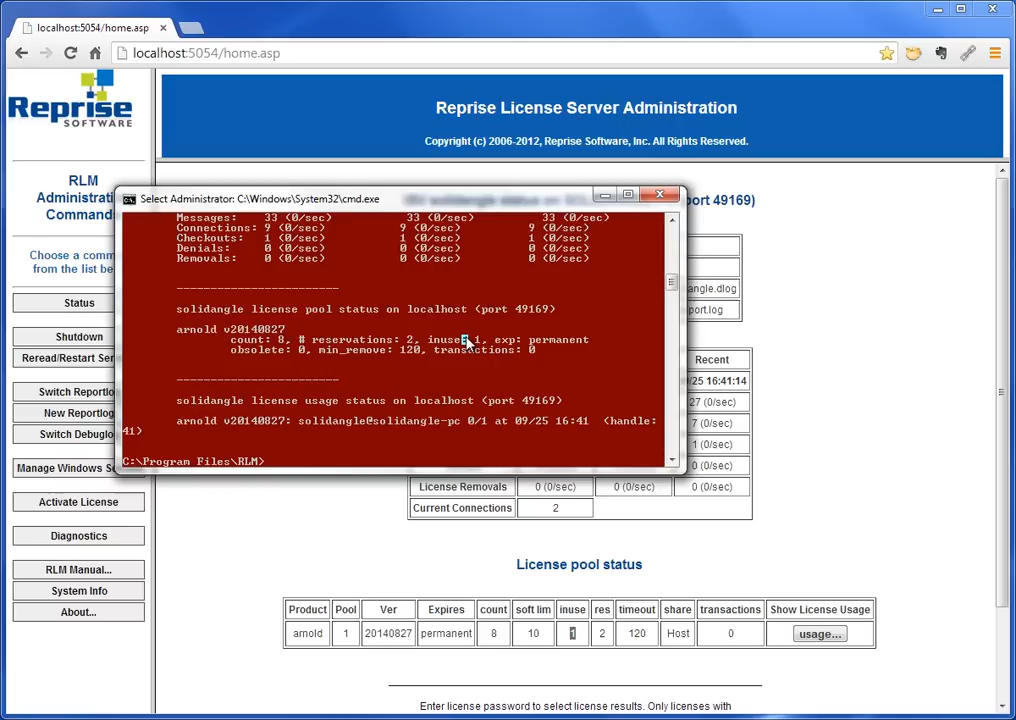 localhost:5054/home.asp
localhost:5054/home.asp
Reprise
SOFTWARE
Reprise License Server Administration
Copyright (c) 2006-2012, Reprise Software, Inc. All Rights Reserved.
RLM
Administrat
Command
Choose a comm
from the list be
Status
Shutdown
Reread/Restart Ser
Switch Reportlo
New Reportlog
Switch Debuglo
Manage Windows Se
Activate License
Diagnostics
RLM Manual...
System Info
About...
ISV solidangle status on SOL
port 49169)
Select Administrator: C:\Windows\System32\cmd.exe
Messages: 33 (0/sec) 33 (0/sec) 33 (0/sec)
Connections: 9 (0/sec) 9 (0/sec) 9 (0/sec)
Checkouts: 1 (0/sec) 1 (0/sec) 1 (0/sec)
Denials: 0 (0/sec) 0 (0/sec) 0 (0/sec)
Removals: 0 (0/sec) 0 (0/sec) 0 (0/sec)
------------------------
solidangle license pool status on localhost (port 49169)
arnold v20140827
count: 8, # reservations: 2, inuse: 1, exp: permanent
obsolete: 0, min_remove: 120, transactions: 0
------------------------
solidangle license usage status on localhost (port 49169)
arnold v20140827: solidangle@solidangle-pc 0/1 at 09/25 16:41 (handle:
41)
C:\Program Files\RLM>
angle.dlog
port.log
Recent
/25 16:41:14
27 (0/sec)
7 (0/sec)
1 (0/sec)
0 (0/sec)
License Removals 0 (0/sec) 0 (0/sec) 0 (0/sec)
Current Connections 2
License pool status
Product Pool Ver Expires count soft lim inuse res timeout share transactions Show License Usage
arnold 1 20140827 permanent 8 10 1 2 120 Host 0 usage...
Enter license password to select license results. Only licenses with